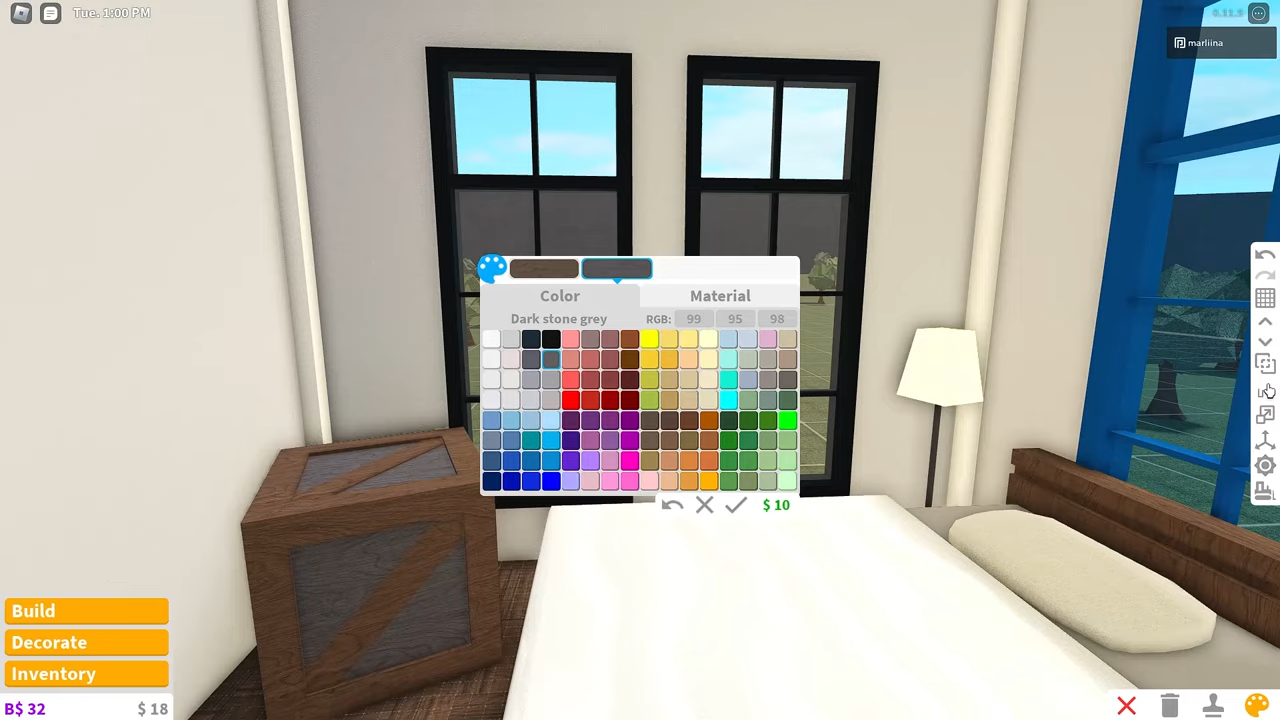 Tue. 1:00 PM
marliina
Color
Material
Dark stone grey
RGB: 99 95 98
$ 10
Build
Decorate
Inventory
B$ 32
$ 18